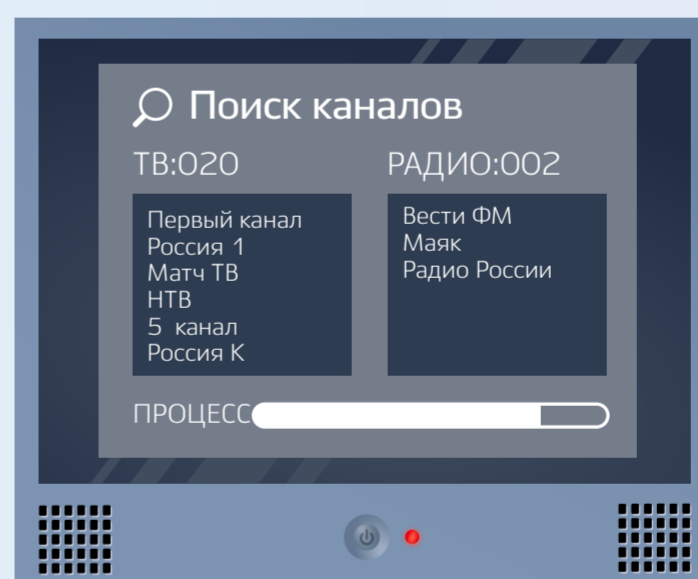 Поиск каналов
ТВ:020
РАДИО:002
Первый канал
Россия 1
Матч ТВ
НТВ
5 канал
Россия К
Вести ФМ
Маяк
Радио России
ПРОЦЕСС